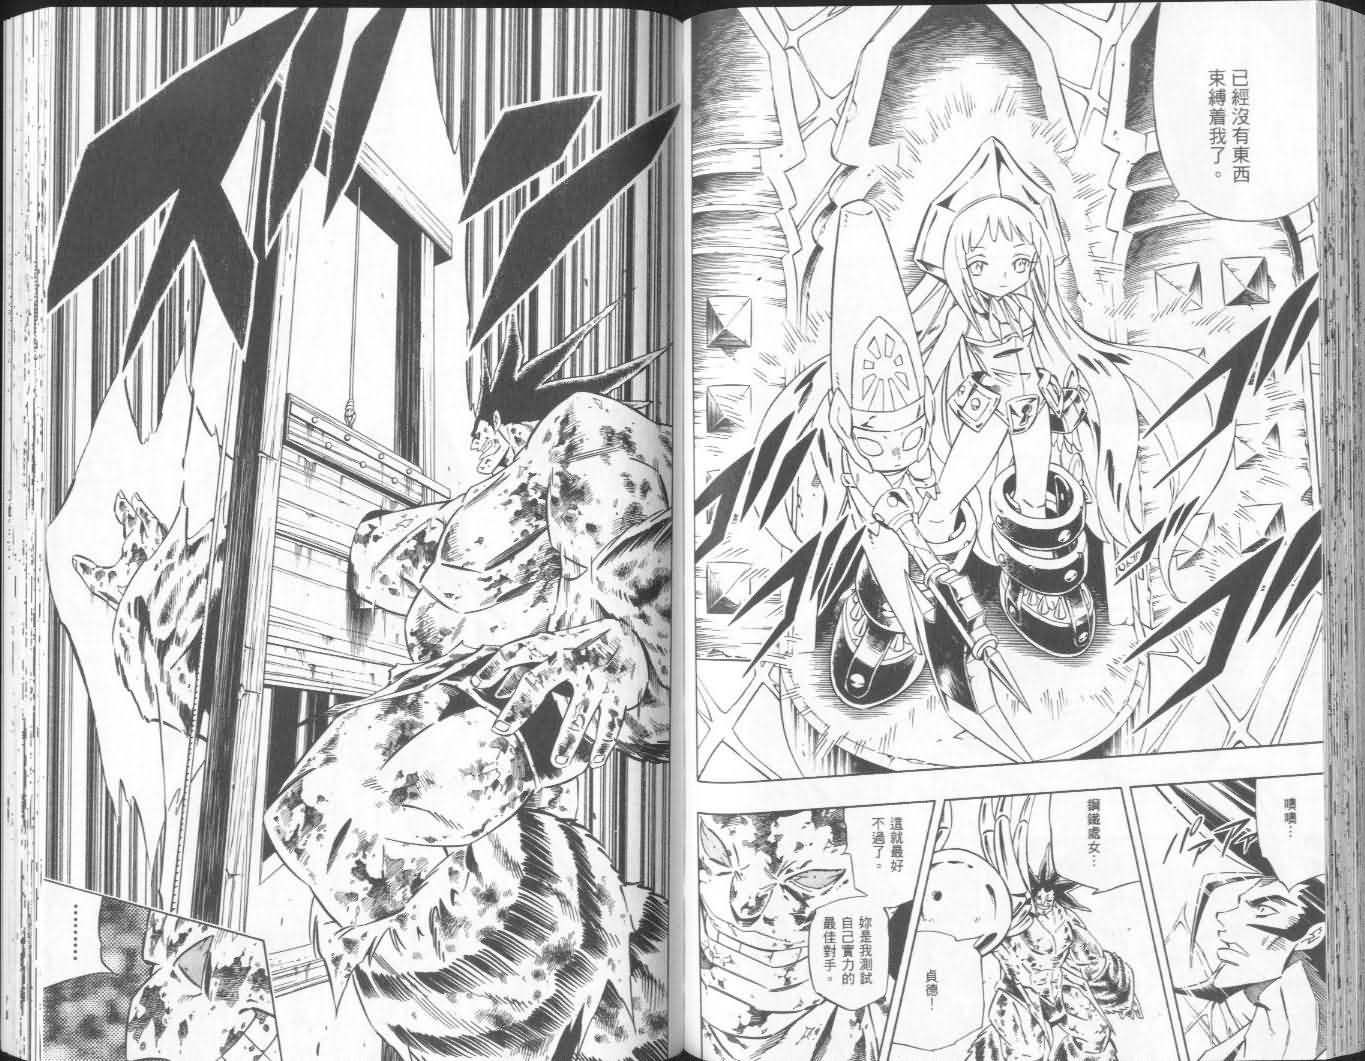 已經沒有東西
束縛着我了。
噢噢…
鋼鐵處女…
貞德！
這就最好
不過了。
妳是我測試
自己實力的
最佳對手。
…………